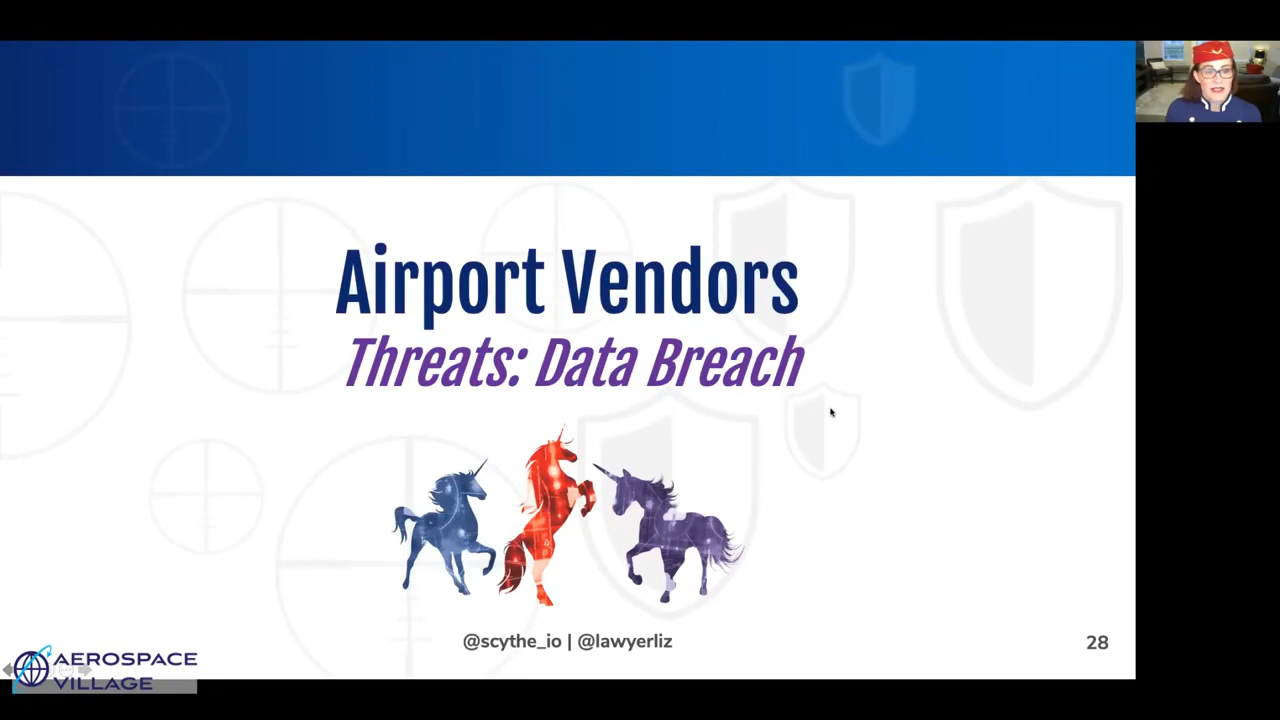 Airport Vendors
Threats: Data Breach
@scythe_io | @lawyerliz
28
AEROSPACE
VILLAGE